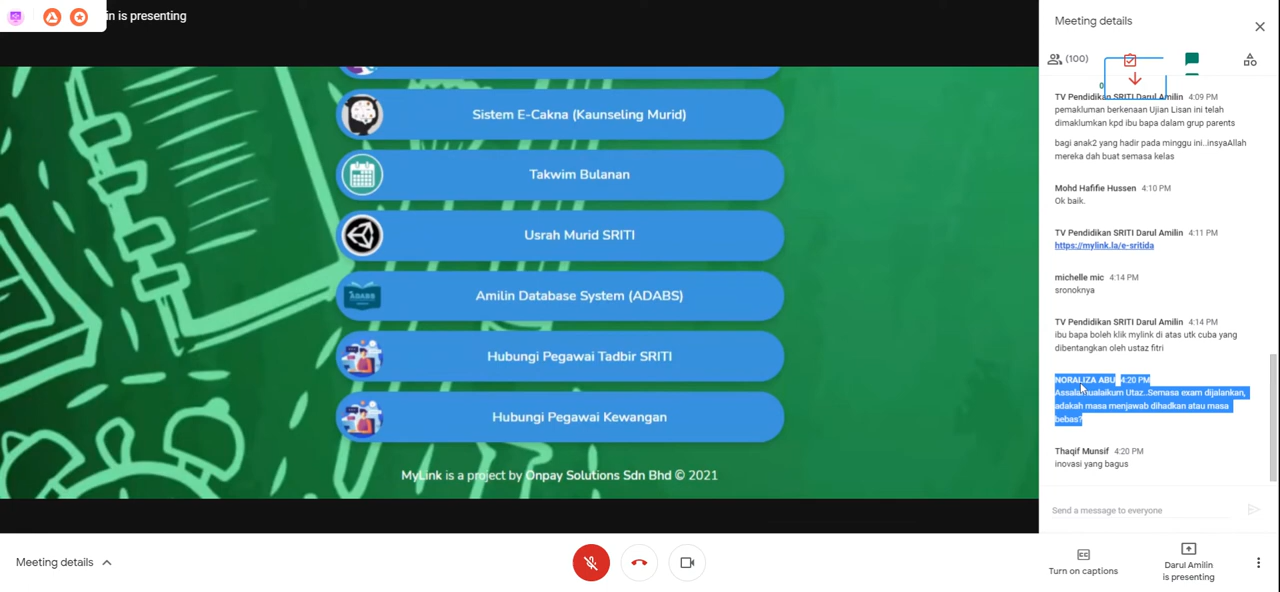 in is presenting
Sistem E-Cakna (Kaunseling Murid)
Takwim Bulanan
Usrah Murid SRITI
Amilin Database System (ADABS)
ADABS
Hubungi Pegawai Tadbir SRITI
Hubungi Pegawai Kewangan
MyLink is a project by Onpay Solutions Sdn Bhd © 2021
Meeting details
(100)
TV Pendidikan SRITI Darul Amilin 4:09 PM
pemakluman berkenaan Ujian Lisan ini telah
dimaklumkan kpd ibu bapa dalam grup parents
bagi anak2 yang hadir pada minggu ini..insyaAllah
mereka dah buat semasa kelas
Mohd Hafifie Hussen 4:10 PM
Ok baik.
TV Pendidikan SRITI Darul Amilin 4:11 PM
https://mylink.la/e-sritida
michelle mic 4:14 PM
sronoknya
TV Pendidikan SRITI Darul Amilin 4:14 PM
ibu bapa boleh klik mylink di atas utk cuba yang
dibentangkan oleh ustaz fitri
NORALIZA ABU 4:20 PM
Assalamualaikum Utaz..Semasa exam dijalankan,
adakah masa menjawab dihadkan atau masa
bebas?
Thaqif Munsif 4:20 PM
inovasi yang bagus
Send a message to everyone
Meeting details
Turn on captions
Darul Amilin
is presenting